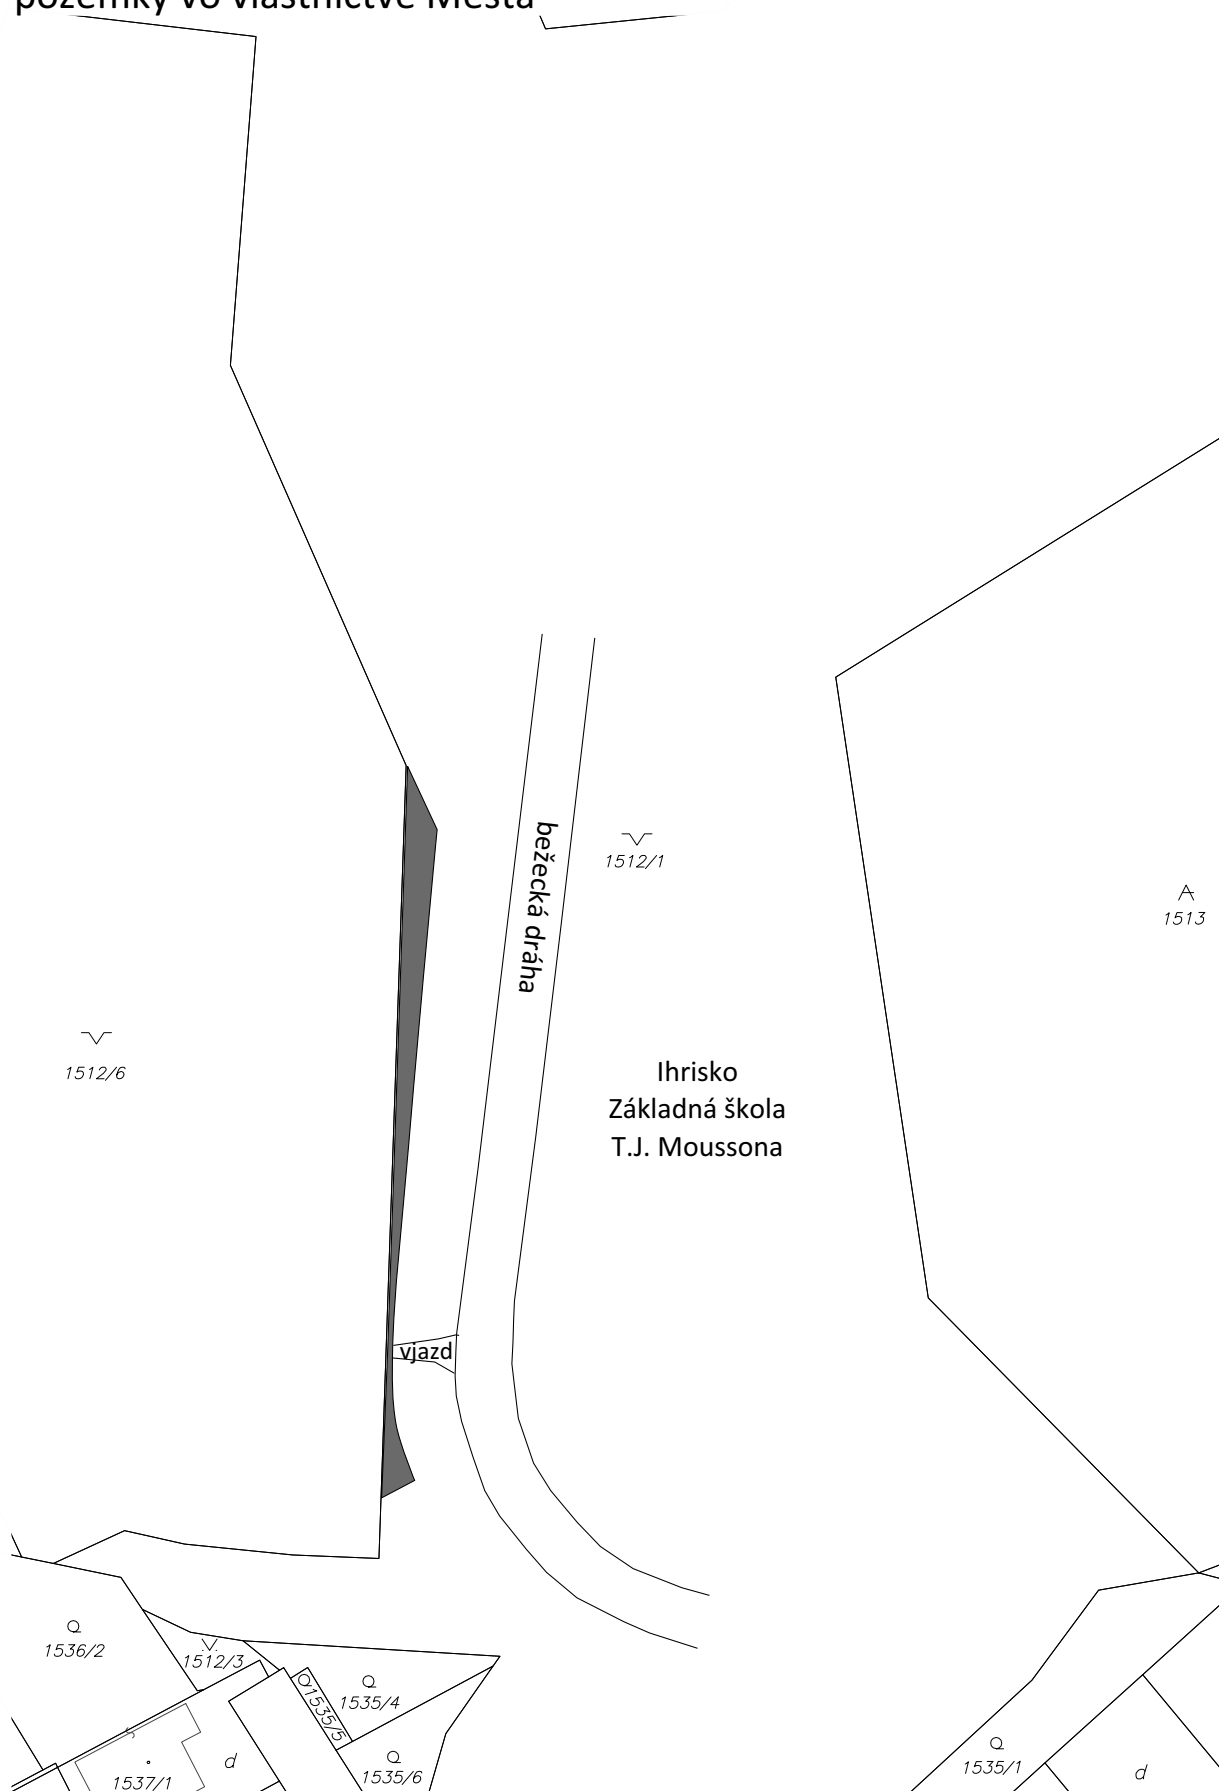 pozemky vo vlastníctve Mesta
bežecká dráha
1512/1
1513
1512/6
Ihrisko
Základná škola
T.J. Moussona
vjazd
1536/2
1512/3
1535/4
1535/5
1535/6
1535/1
1537/1
d
d